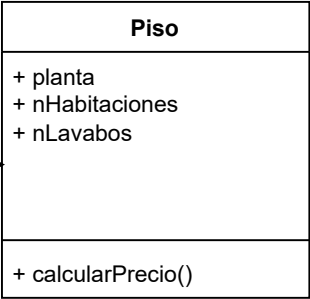 Piso
+ planta
+ nHabitaciones
+ nLavabos
+ calcularPrecio()